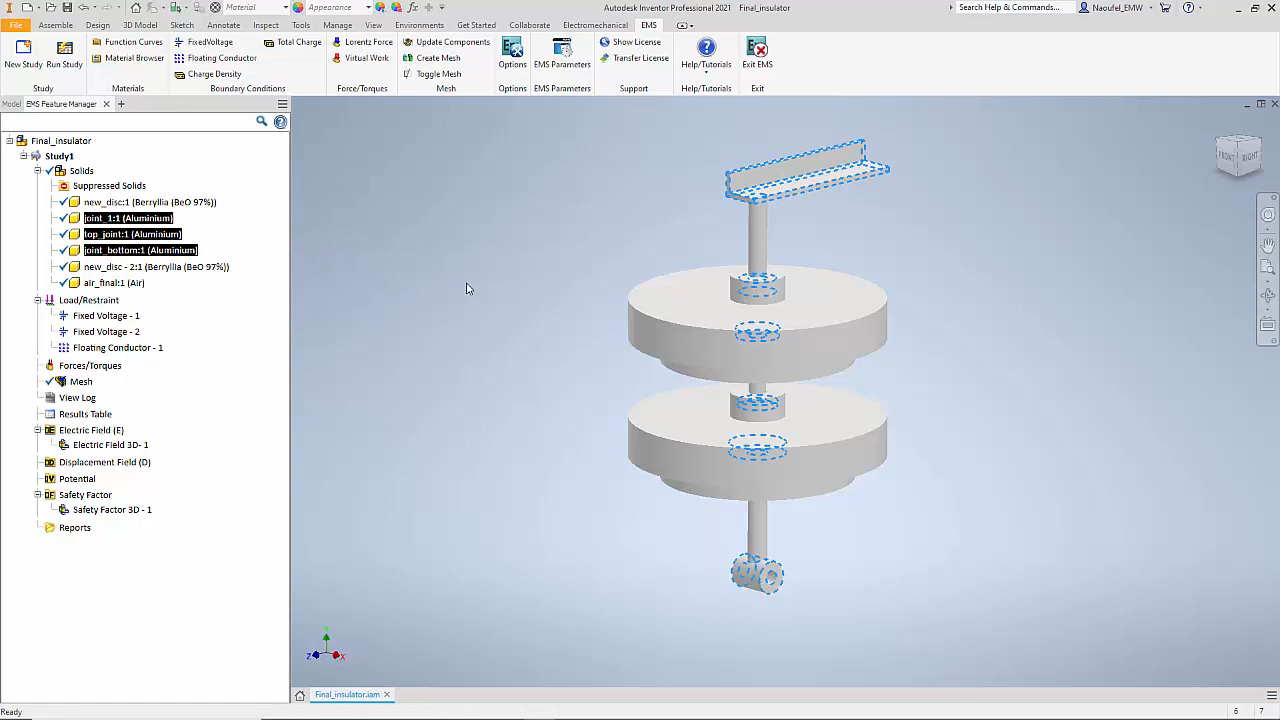 Material
Appearance
Autodesk Inventor Professional 2021 Final_insulator
Search Help & Commands...
Naoufel_EMW
File Assemble Design 3D Model Sketch Annotate Inspect Tools Manage View Environments Get Started Collaborate Electromechanical EMS
New Study
Run Study
Study
Function Curves
Material Browser
Materials
FixedVoltage
Floating Conductor
Charge Density
Total Charge
Boundary Conditions
Lorentz Force
Virtual Work
Force/Torques
Update Components
Create Mesh
Toggle Mesh
Mesh
Options
Options
EMS Parameters
EMS Parameters
Show License
Transfer License
Support
Help/Tutorials
Help/Tutorials
Exit EMS
Exit
Model EMS Feature Manager
Final_insulator
Study1
Solids
Suppressed Solids
new_disc:1 (Berryllia (BeO 97%))
joint_1:1 (Aluminium)
top_joint:1 (Aluminium)
joint_bottom:1 (Aluminium)
new_disc - 2:1 (Berryllia (BeO 97%))
air_final:1 (Air)
Load/Restraint
Fixed Voltage - 1
Fixed Voltage - 2
Floating Conductor - 1
Forces/Torques
Mesh
View Log
Results Table
Electric Field (E)
Electric Field 3D- 1
Displacement Field (D)
Potential
Safety Factor
Safety Factor 3D - 1
Reports
FRONT RIGHT
Y
Z X
Final_insulator.iam
Ready
6 7